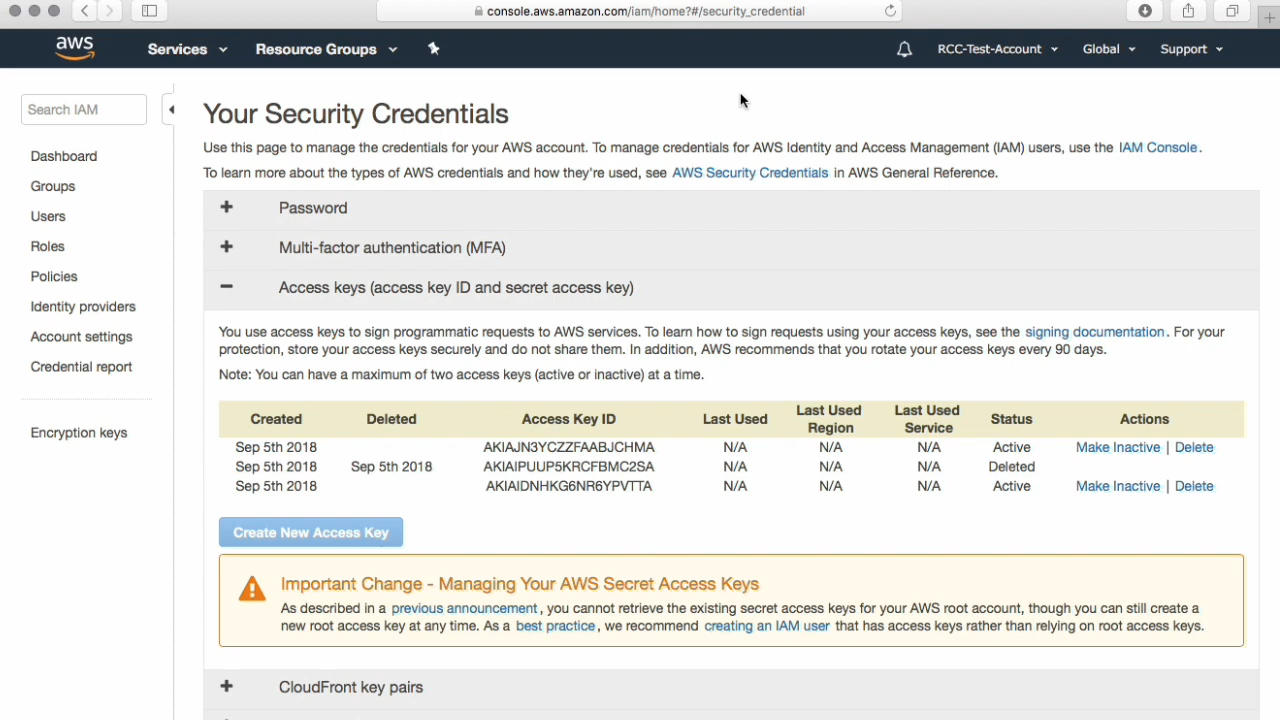 console.aws.amazon.com/iam/home?#/security_credential
aws Services Resource Groups RCC-Test-Account Global Support
Search IAM
Dashboard
Groups
Users
Roles
Policies
Identity providers
Account settings
Credential report
Encryption keys
Your Security Credentials
Use this page to manage the credentials for your AWS account. To manage credentials for AWS Identity and Access Management (IAM) users, use the IAM Console.
To learn more about the types of AWS credentials and how they're used, see AWS Security Credentials in AWS General Reference.
+ Password
+ Multi-factor authentication (MFA)
− Access keys (access key ID and secret access key)
You use access keys to sign programmatic requests to AWS services. To learn how to sign requests using your access keys, see the signing documentation. For your
protection, store your access keys securely and do not share them. In addition, AWS recommends that you rotate your access keys every 90 days.
Note: You can have a maximum of two access keys (active or inactive) at a time.
Created Deleted Access Key ID Last Used Last Used Region Last Used Service Status Actions
Sep 5th 2018 AKIAJN3YCZZFAABJCHMA N/A N/A N/A Active Make Inactive | Delete
Sep 5th 2018 Sep 5th 2018 AKIAIPUUP5KRCFBMC2SA N/A N/A N/A Deleted
Sep 5th 2018 AKIAIDNHKG6NR6YPVTTA N/A N/A N/A Active Make Inactive | Delete
Create New Access Key
Important Change - Managing Your AWS Secret Access Keys
As described in a previous announcement, you cannot retrieve the existing secret access keys for your AWS root account, though you can still create a
new root access key at any time. As a best practice, we recommend creating an IAM user that has access keys rather than relying on root access keys.
+ CloudFront key pairs